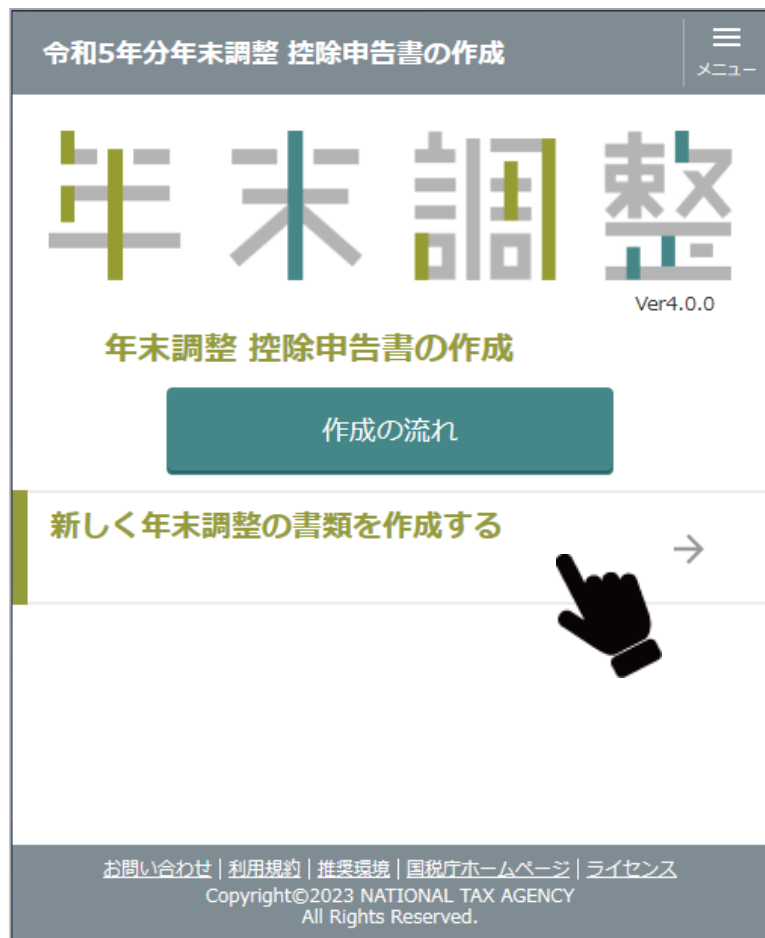 令和5年分年末調整 控除申告書の作成
メニュー
年末調整
Ver4.0.0
年末調整 控除申告書の作成
作成の流れ
新しく年末調整の書類を作成する
お問い合わせ | 利用規約 | 推奨環境 | 国税庁ホームページ | ライセンス
Copyright©2023 NATIONAL TAX AGENCY
All Rights Reserved.